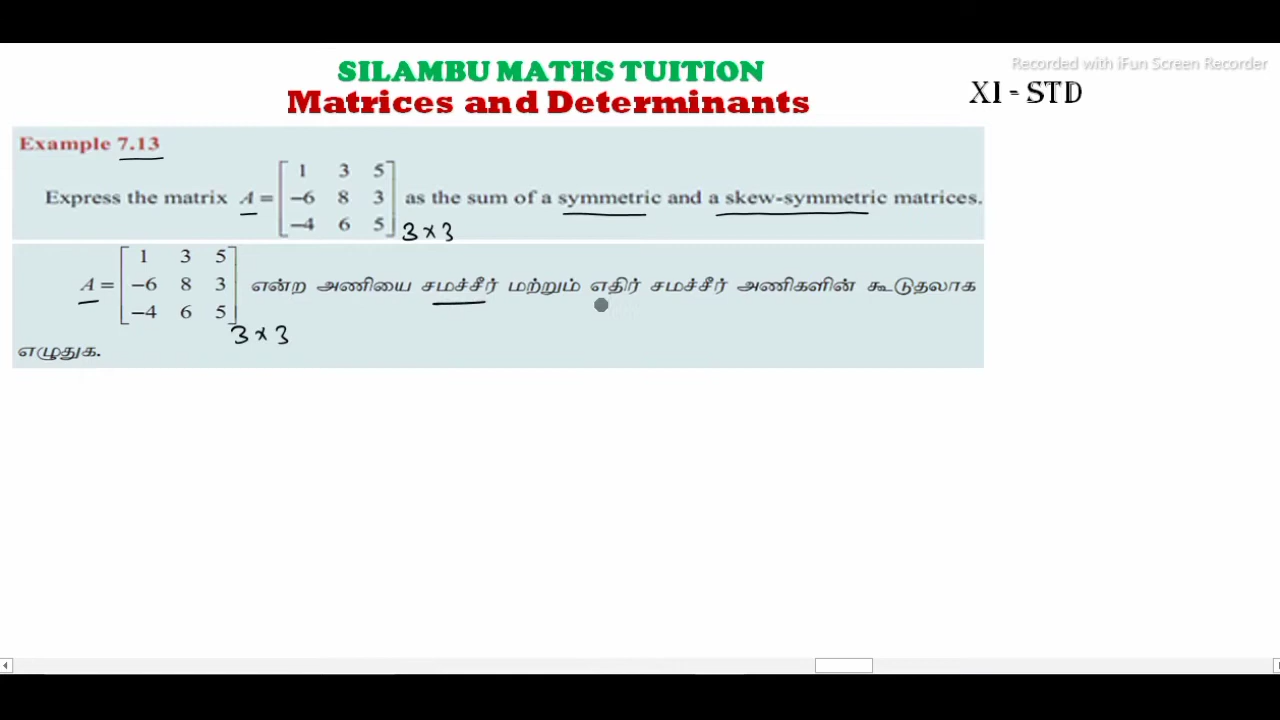 SILAMBU MATHS TUITION
Recorded with iFun Screen Recorder
Matrices and Determinants
XI - STD
Example 7.13
Express the matrix A = [1 3 5; -6 8 3; -4 6 5] as the sum of a symmetric and a skew-symmetric matrices.
3 × 3
A = [1 3 5; -6 8 3; -4 6 5] என்ற அணியை சமச்சீர் மற்றும் எதிர் சமச்சீர் அணிகளின் கூடுதலாக
3 × 3
எழுதுக.